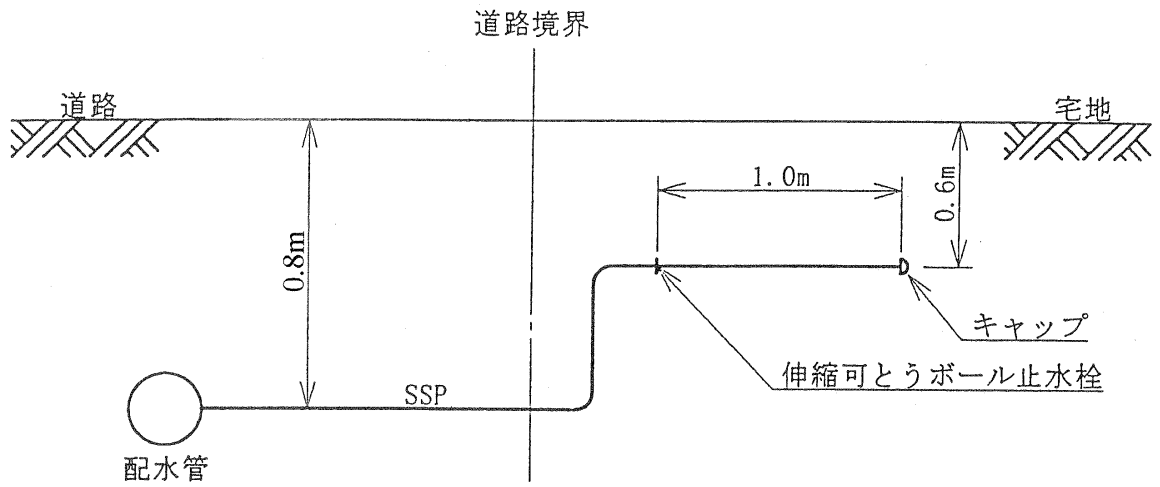 道路境界
道路
宅地
1.0m
0.6m
0.8m
キャップ
伸縮可とうボール止水栓
SSP
配水管